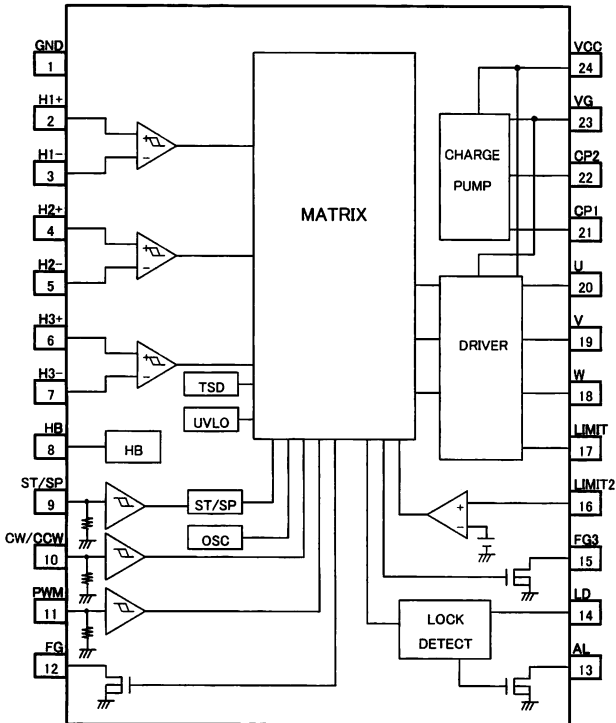 GND
1
H1+
2
H1-
3
H2+
4
H2-
5
H3+
6
H3-
7
HB
8
ST/SP
9
CW/CCW
10
PWM
11
FG
12
+
-
+
-
+
-
MATRIX
TSD
UVLO
HB
ST/SP
OSC
CHARGE
PUMP
DRIVER
+
-
LOCK
DETECT
VCC
24
VG
23
CP2
22
CP1
21
U
20
V
19
W
18
LIMIT
17
LIMIT2
16
FG3
15
LD
14
AL
13